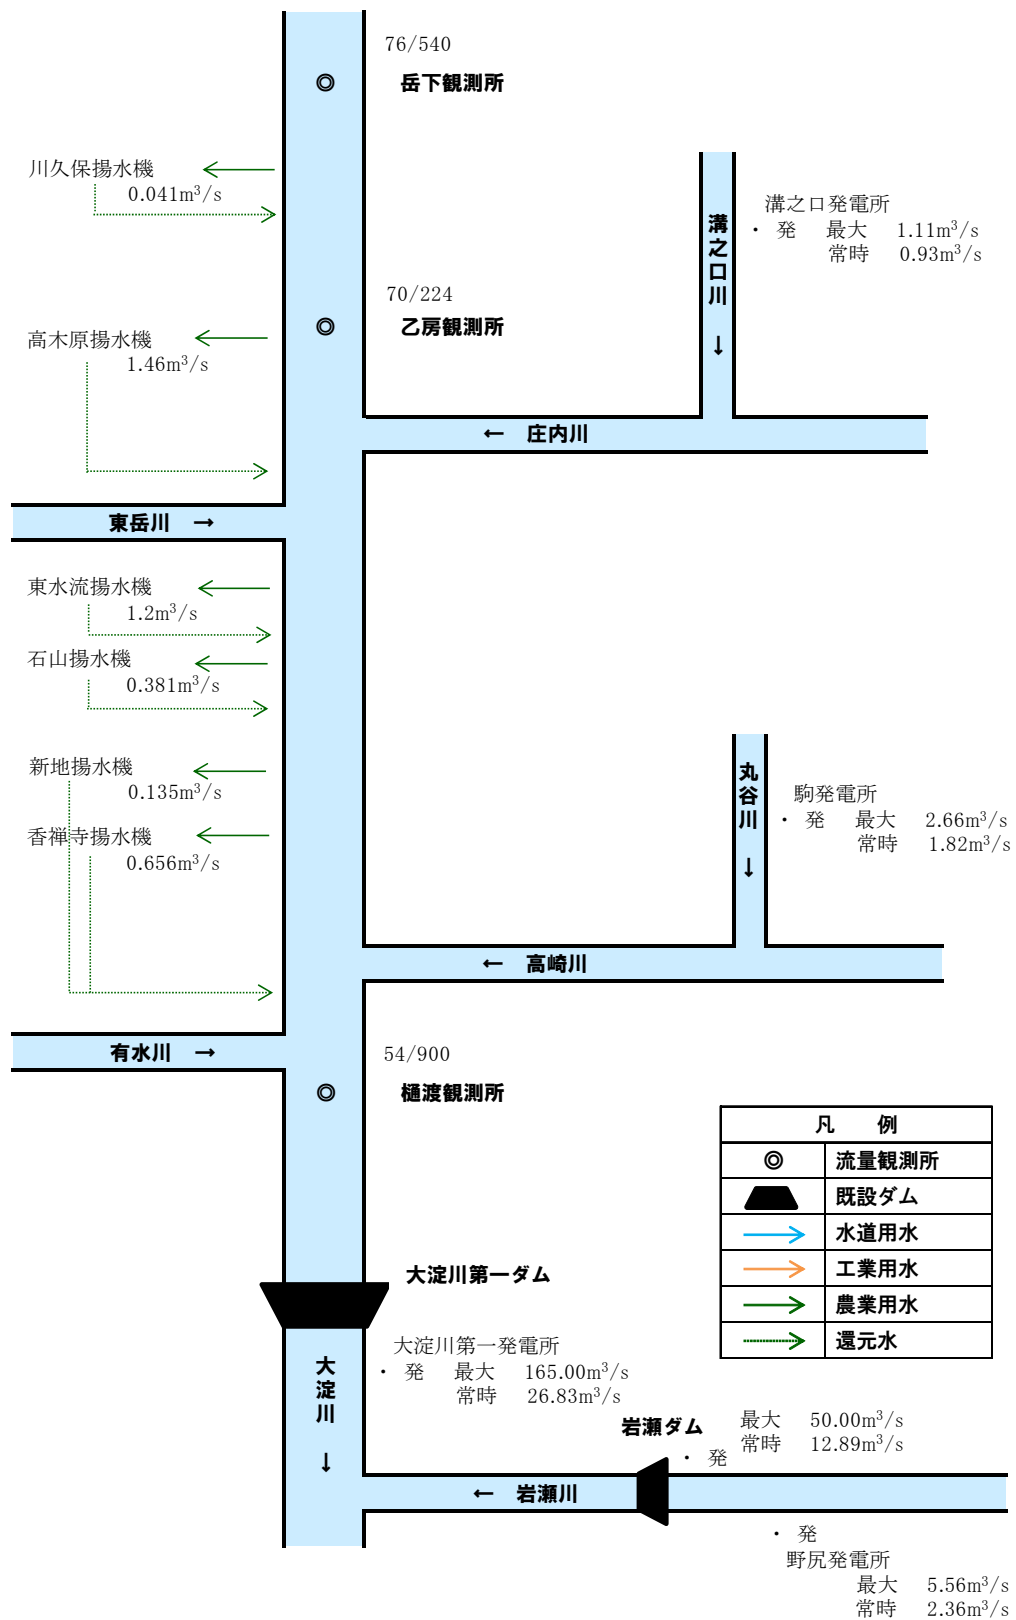 76/540
岳下観測所
川久保揚水機
0.041m³/s
溝之口発電所
・ 発 最大 1.11m³/s
常時 0.93m³/s
溝之口川
↓
70/224
乙房観測所
高木原揚水機
1.46m³/s
← 庄内川
東岳川 →
東水流揚水機
1.2m³/s
石山揚水機
0.381m³/s
新地揚水機
0.135m³/s
香禅寺揚水機
0.656m³/s
丸谷川
↓
駒発電所
・ 発 最大 2.66m³/s
常時 1.82m³/s
← 高崎川
有水川 →
54/900
樋渡観測所
凡 例
◎ 流量観測所
既設ダム
水道用水
工業用水
農業用水
還元水
大淀川第一ダム
大淀川第一発電所
・ 発 最大 165.00m³/s
常時 26.83m³/s
大淀川
↓
岩瀬ダム
最大 50.00m³/s
常時 12.89m³/s
・ 発
← 岩瀬川
・ 発
野尻発電所
最大 5.56m³/s
常時 2.36m³/s